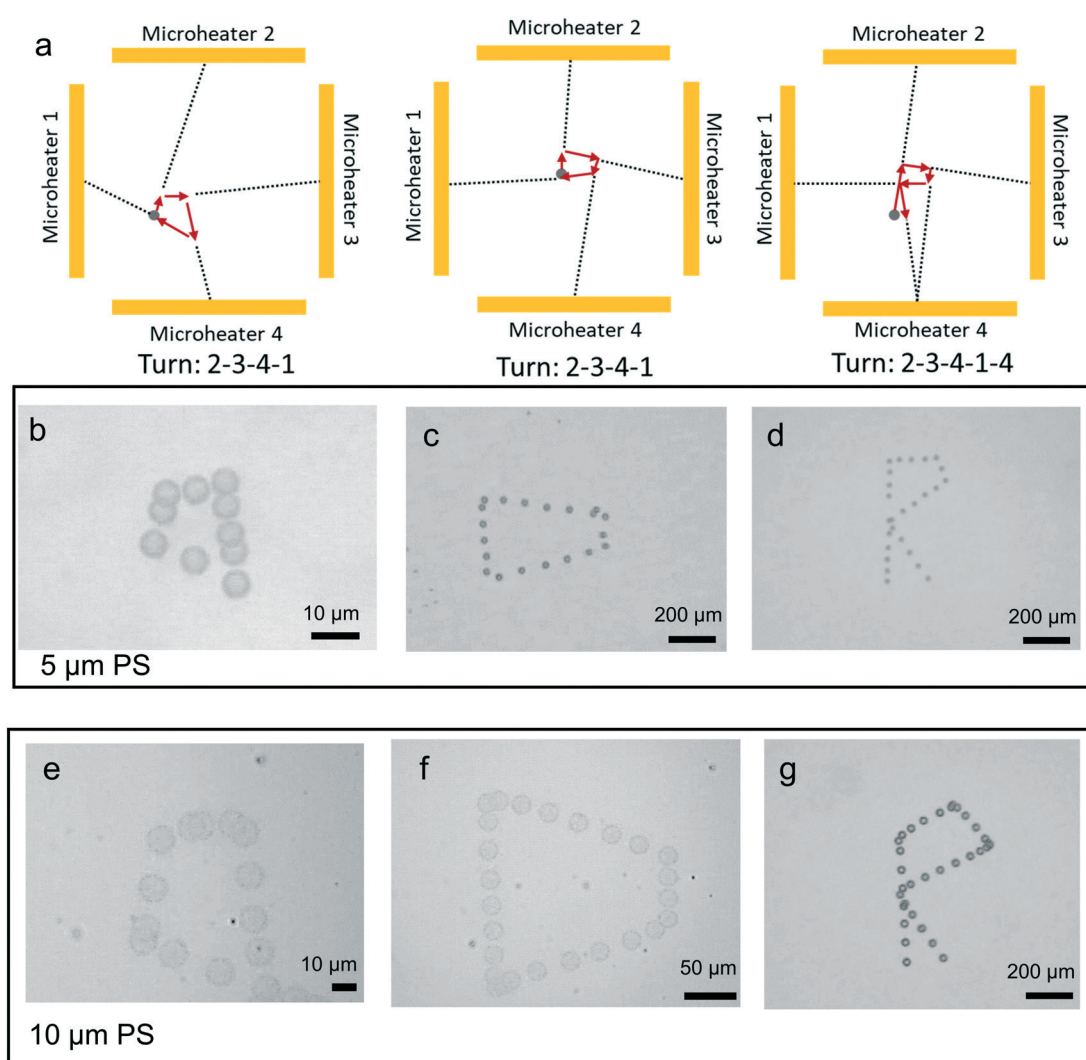 a
Microheater 2
Microheater 1
Microheater 3
Microheater 4
Turn: 2-3-4-1
Microheater 2
Microheater 1
Microheater 3
Microheater 4
Turn: 2-3-4-1
Microheater 2
Microheater 1
Microheater 3
Microheater 4
Turn: 2-3-4-1-4
b
10 µm
c
200 µm
d
200 µm
5 µm PS
e
10 µm
f
50 µm
g
200 µm
10 µm PS